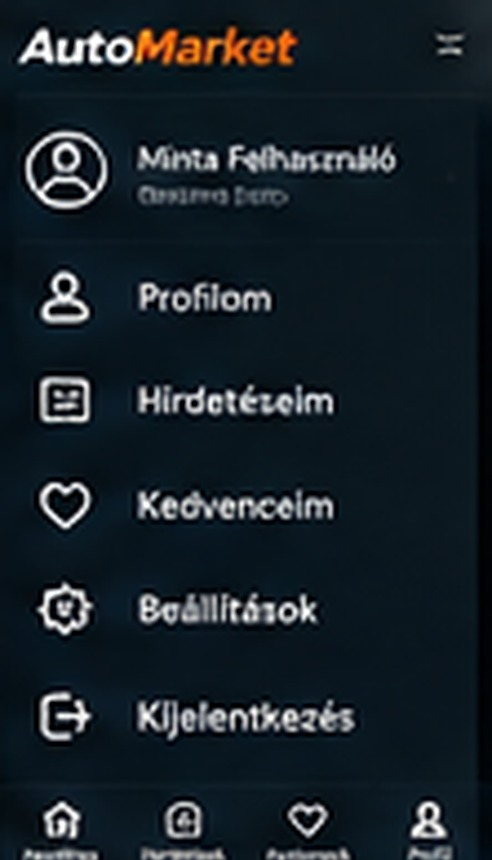 AutoMarket
Minta Felhasználó
Profilom
Hirdetéseim
Kedvenceim
Beállítások
Kijelentkezés